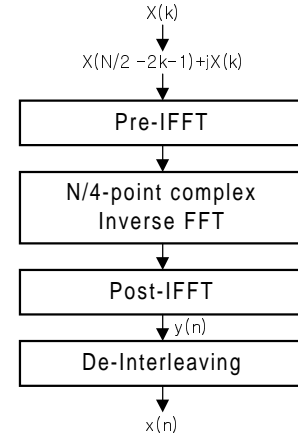 X(k)
X(N/2 -2k-1)+jX(k)
Pre-IFFT
N/4-point complex
Inverse FFT
Post-IFFT
y(n)
De-Interleaving
x(n)